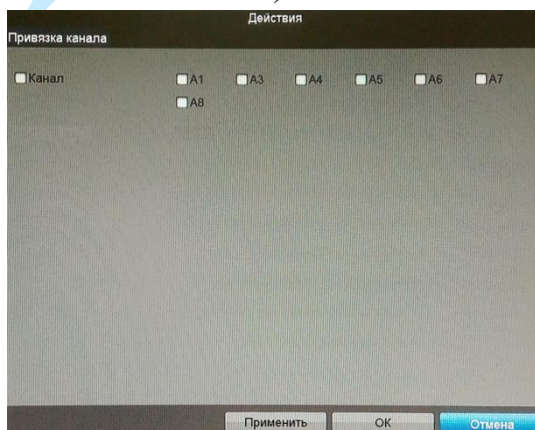 Действия
Привязка канала
Канал A1 A3 A4 A5 A6 A7
A8
Применить OK Отмена